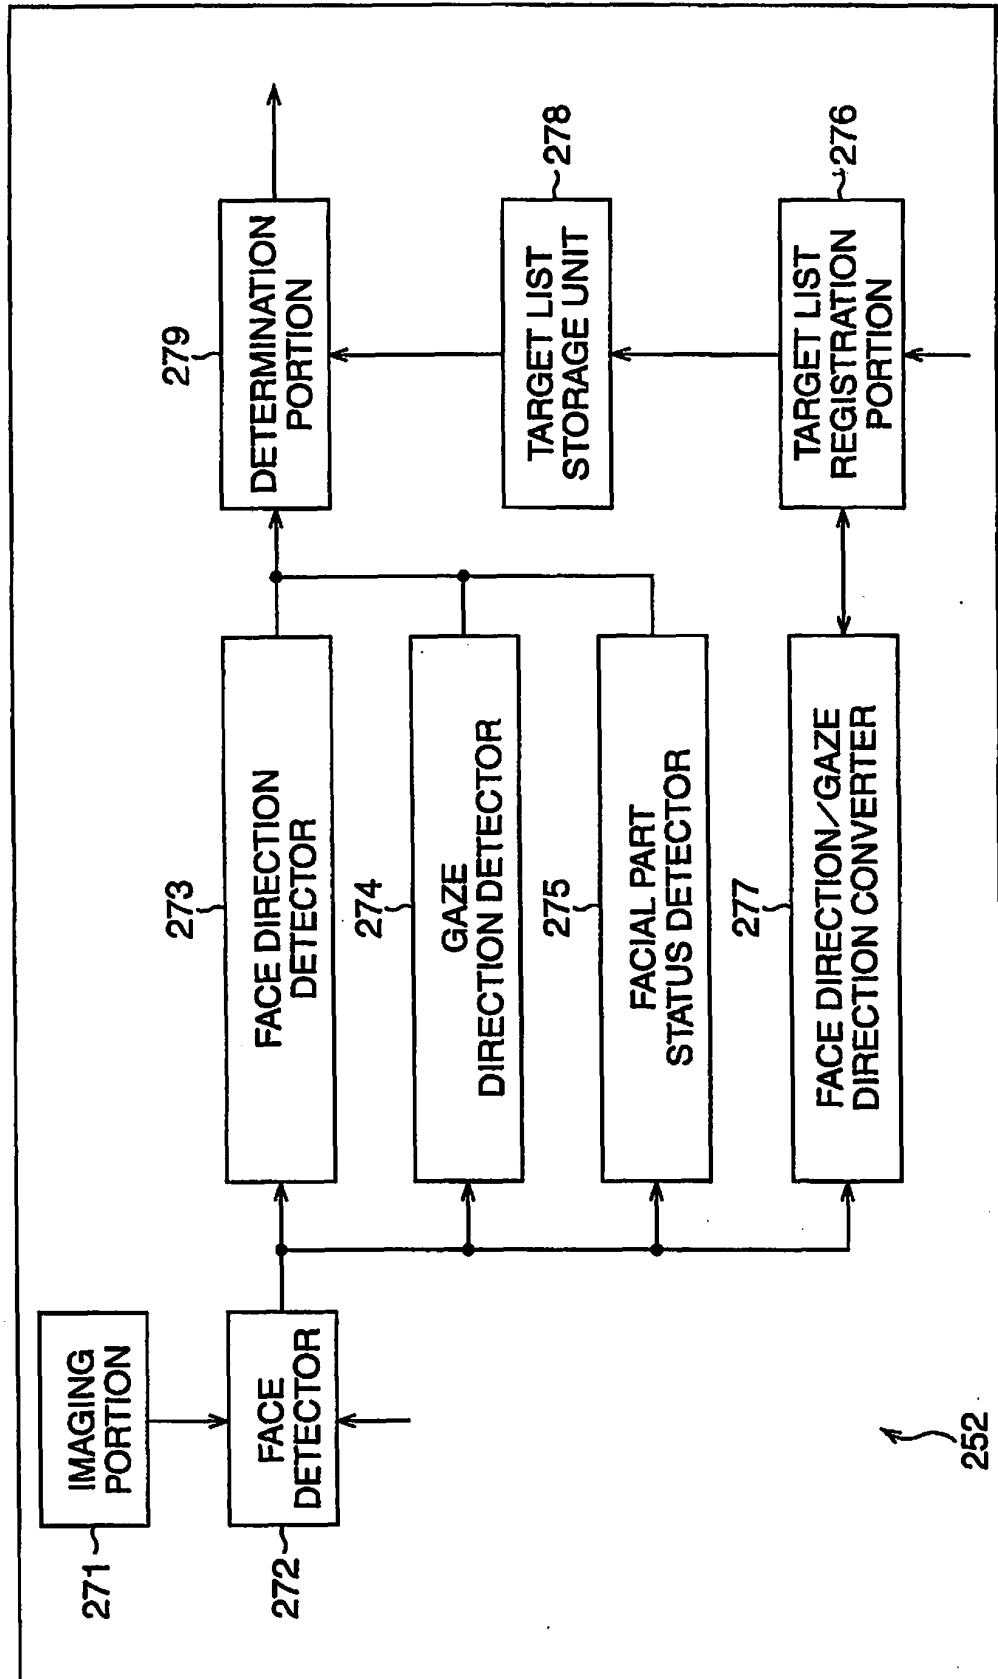 271
IMAGING
PORTION
272
FACE
DETECTOR
273
FACE DIRECTION
DETECTOR
274
GAZE
DIRECTION DETECTOR
275
FACIAL PART
STATUS DETECTOR
277
FACE DIRECTION/GAZE
DIRECTION CONVERTER
279
DETERMINATION
PORTION
TARGET LIST
STORAGE UNIT
278
TARGET LIST
REGISTRATION
PORTION
276
252